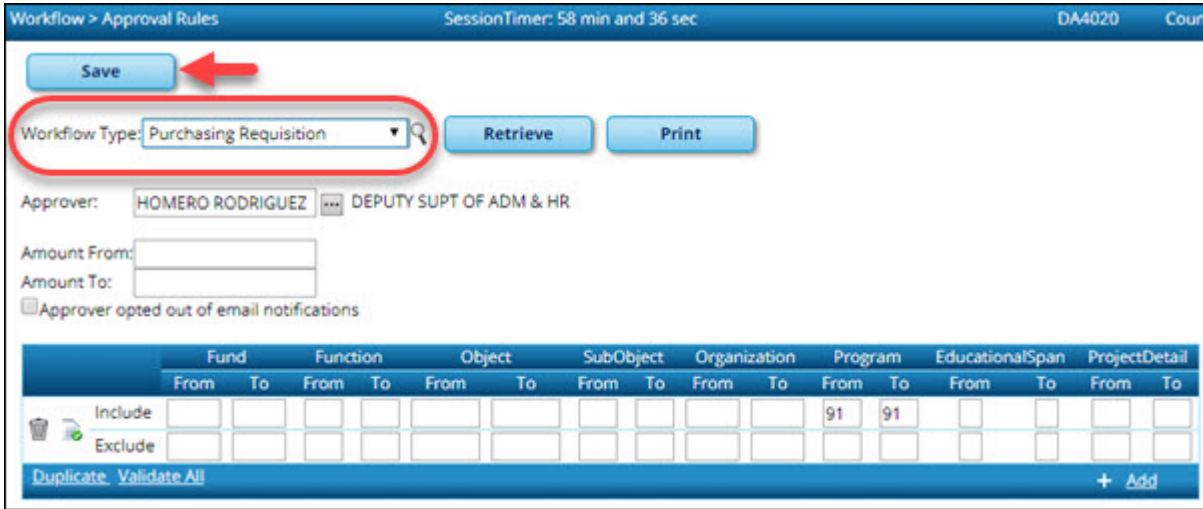 Workflow > Approval Rules SessionTimer: 58 min and 36 sec DA4020 Cour
Save
Workflow Type: Purchasing Requisition Retrieve Print
Approver: HOMERO RODRIGUEZ ... DEPUTY SUPT OF ADM & HR
Amount From:
Amount To:
Approver opted out of email notifications
Fund Function Object SubObject Organization Program EducationalSpan ProjectDetail
From To From To From To From To From To From To From To From To
Include 91 91
Exclude
Duplicate Validate All + Add